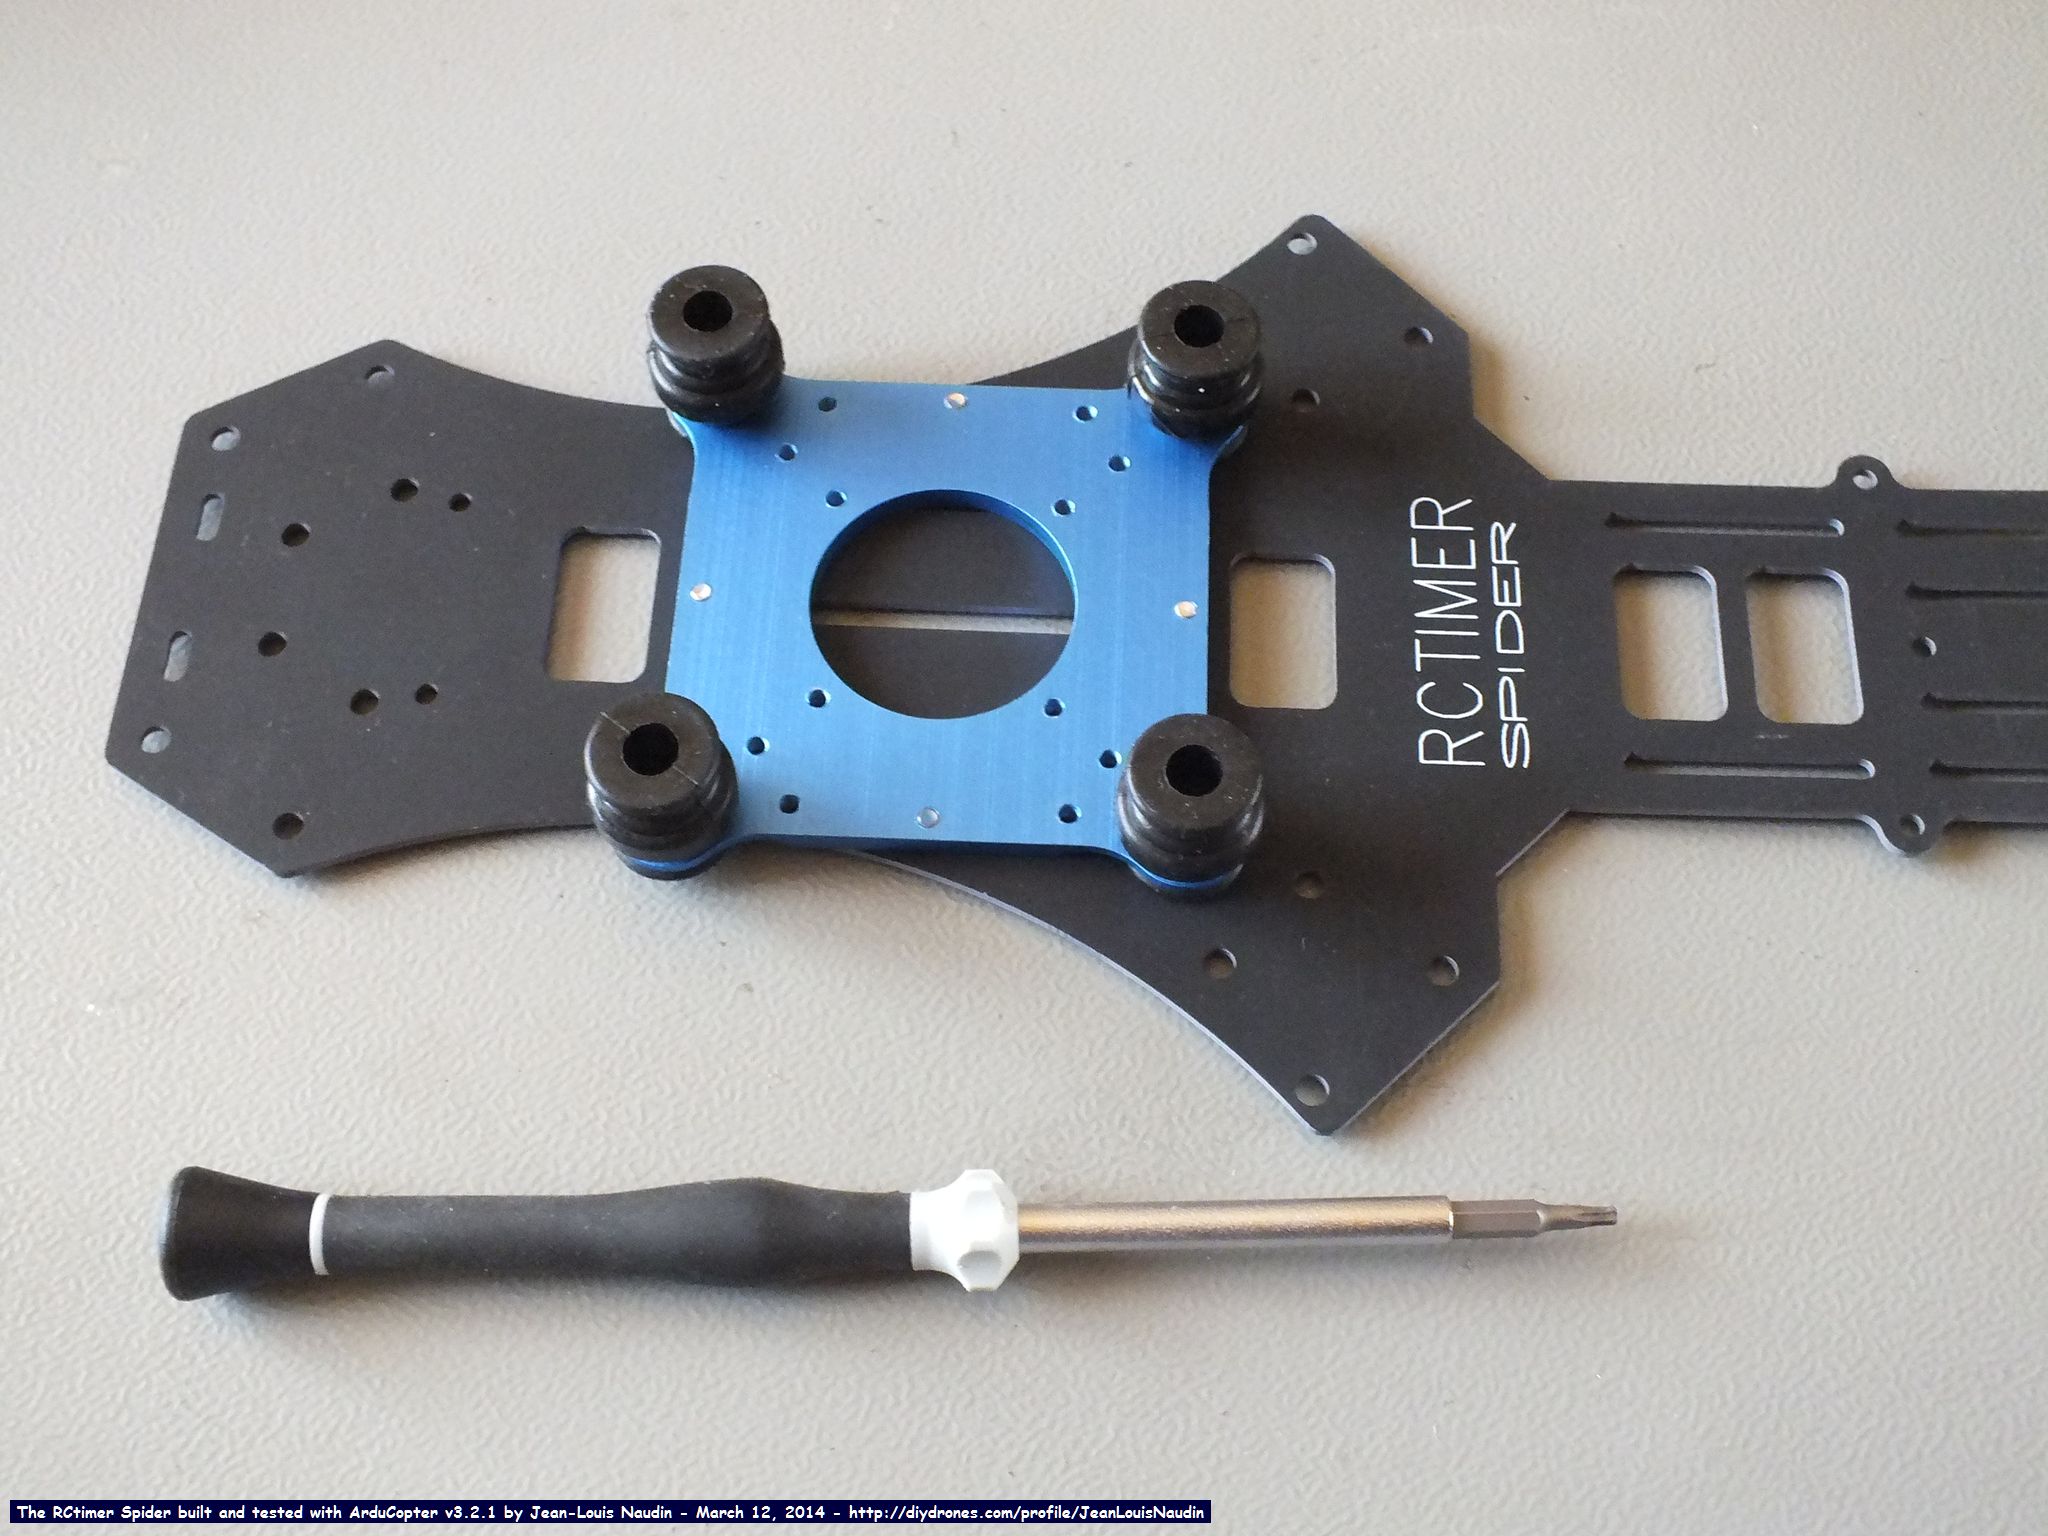 RCTIMER
SPIDER
The RCtimer Spider built and tested with ArduCopter v3.2.1 by Jean-Louis Naudin - March 12, 2014 - http://diydrones.com/profile/JeanLouisNaudin